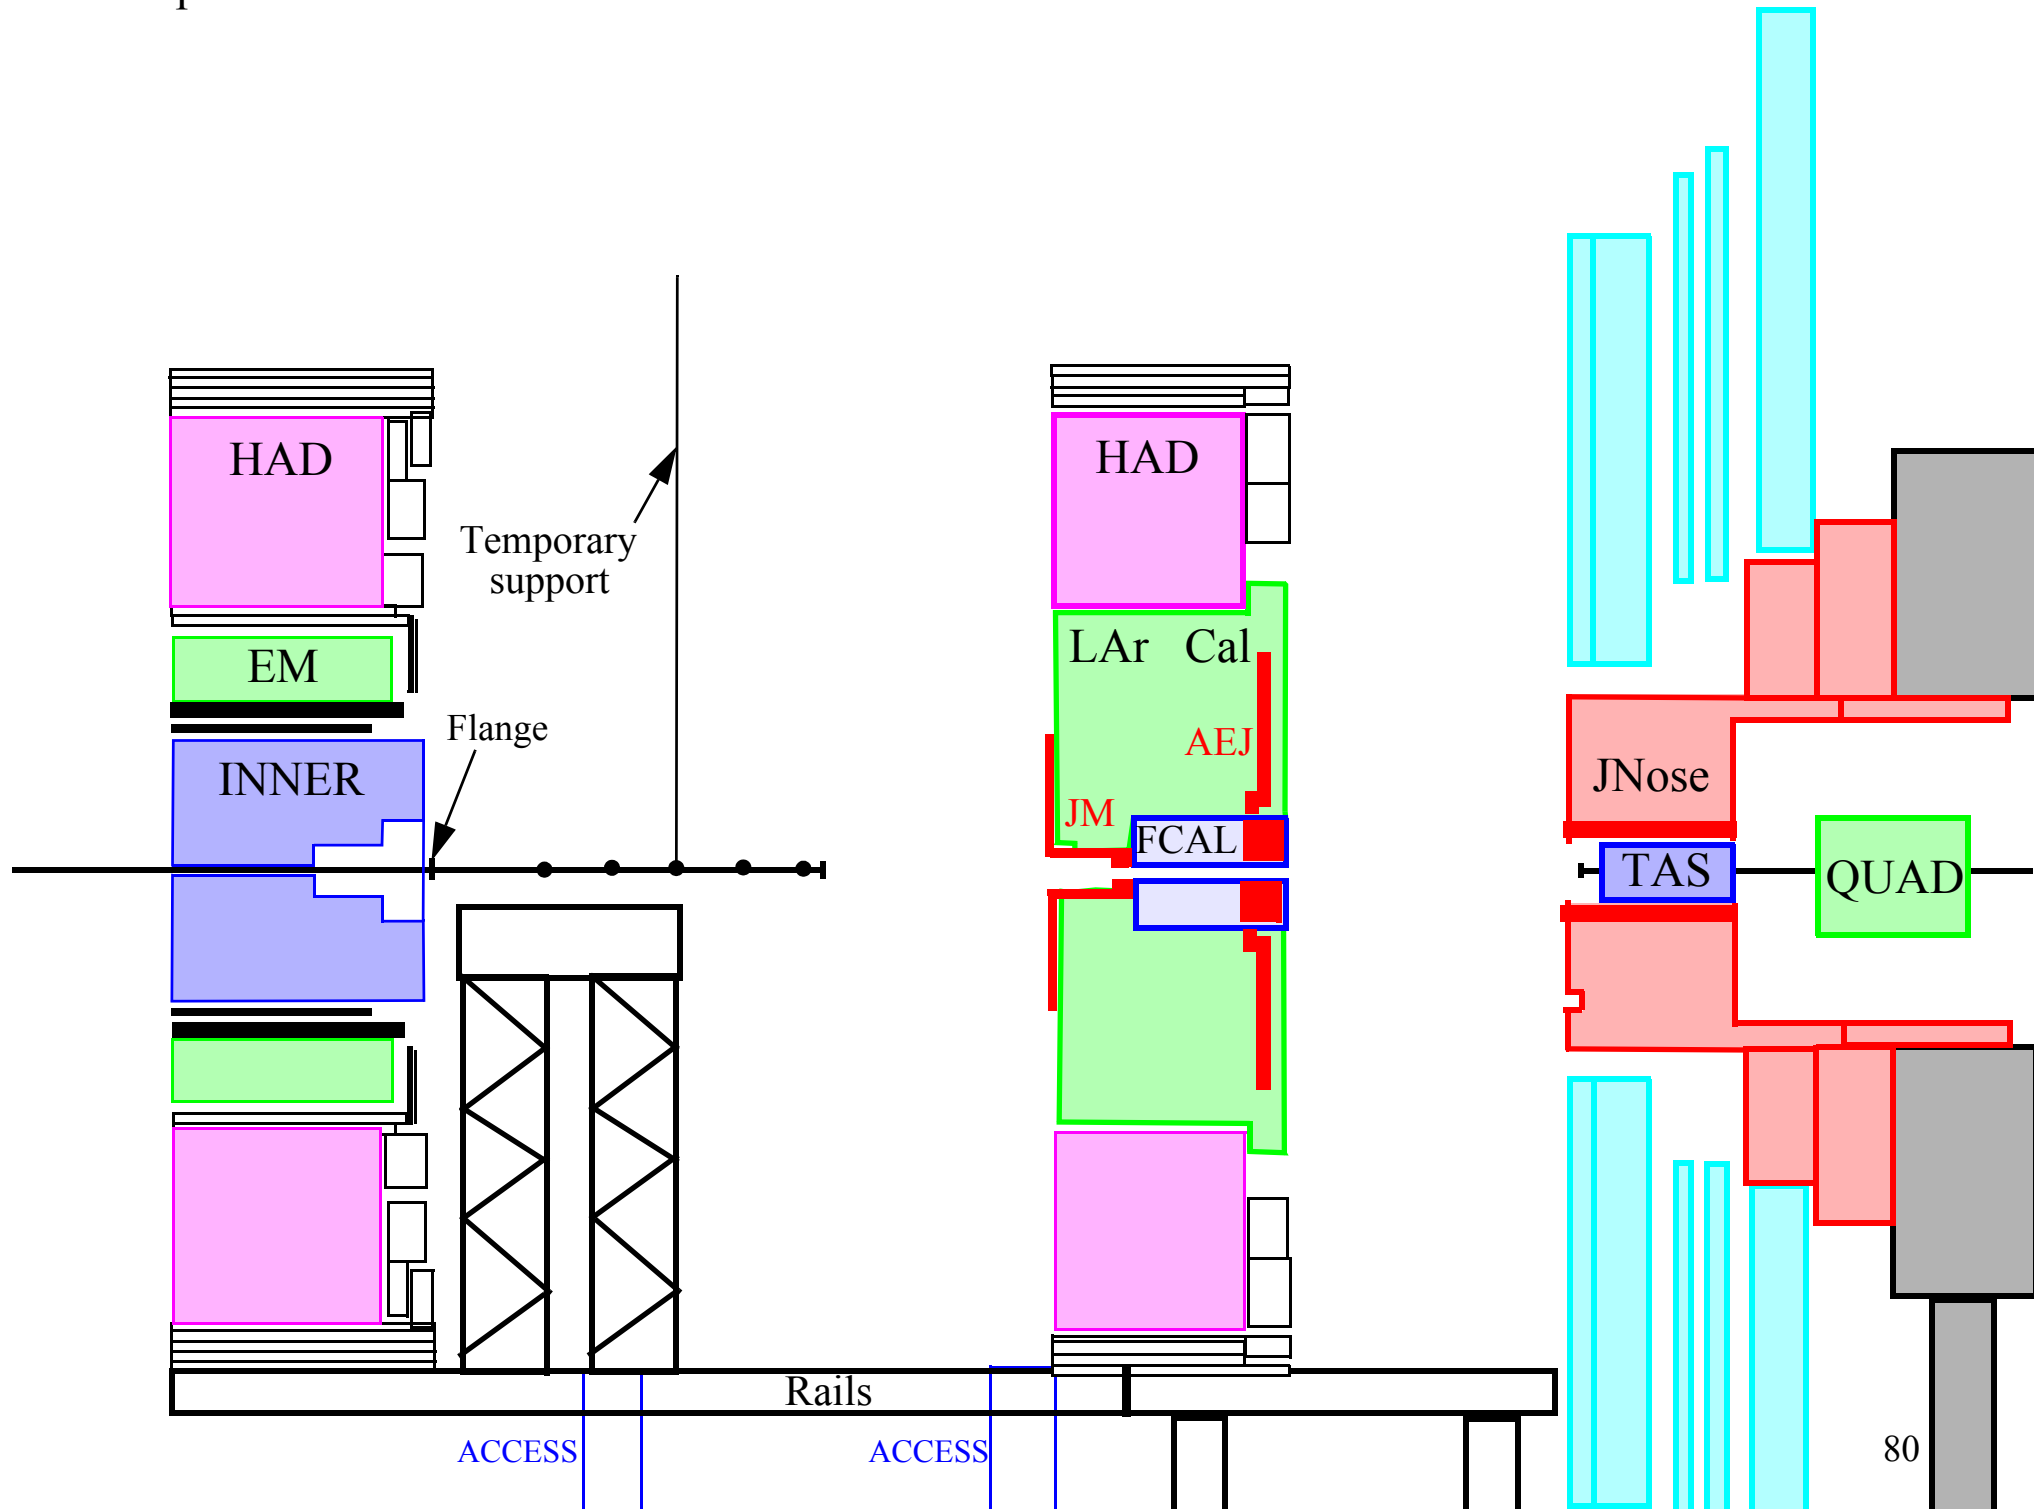 HAD
HAD
Temporary
support
EM
LAr Cal
Flange
AEJ
INNER
JNose
JM
FCAL
TAS
QUAD
Rails
ACCESS
ACCESS
80